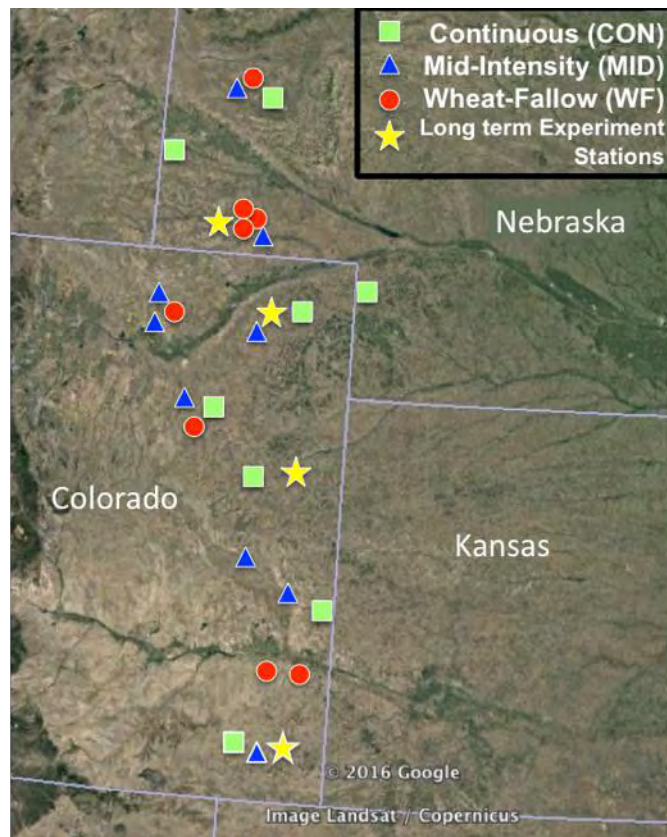 Continuous (CON)
Mid-Intensity (MID)
Wheat-Fallow (WF)
Long term Experiment
Stations
Nebraska
Colorado
Kansas
© 2016 Google
Image Landsat / Copernicus